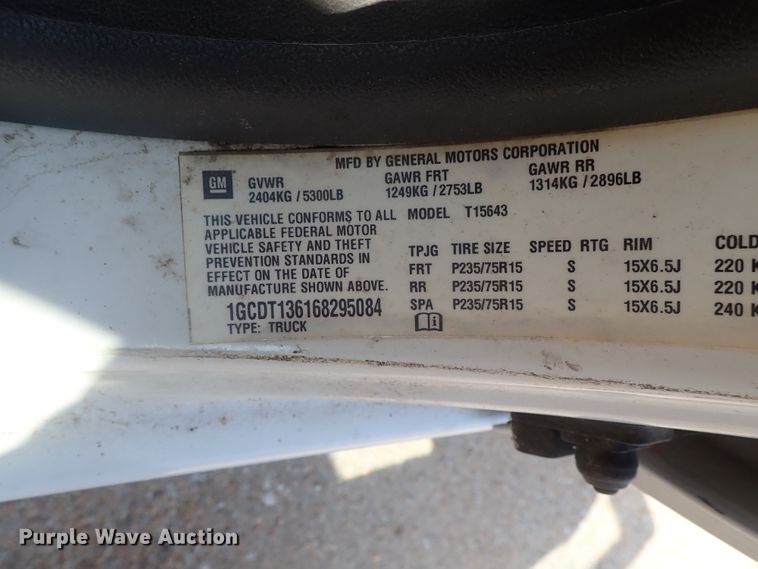 MFD BY GENERAL MOTORS CORPORATION
GM GVWR GAWR FRT GAWR RR
2404KG / 5300LB 1249KG / 2753LB 1314KG / 2896LB
THIS VEHICLE CONFORMS TO ALL MODEL T15643
APPLICABLE FEDERAL MOTOR
VEHICLE SAFETY AND THEFT
PREVENTION STANDARDS IN
EFFECT ON THE DATE OF
MANUFACTURE SHOWN ABOVE.
1GCDT136168295084
TYPE: TRUCK
TPJG TIRE SIZE SPEED RTG RIM COLD
FRT P235/75R15 S 15X6.5J 220 K
RR P235/75R15 S 15X6.5J 220 K
SPA P235/75R15 S 15X6.5J 240 K
Purple Wave Auction